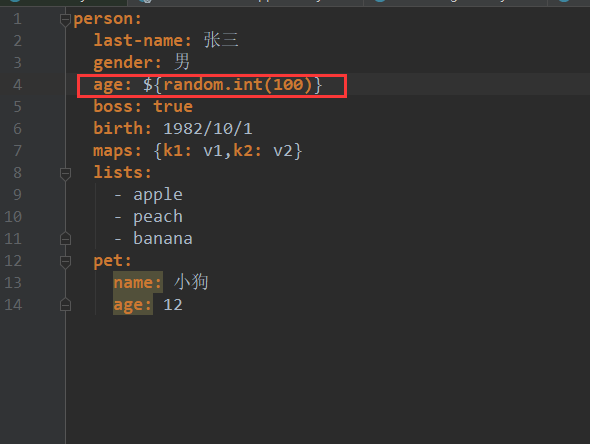 1 person:
2   last-name: 张三
3   gender: 男
4   age: ${random.int(100)}
5   boss: true
6   birth: 1982/10/1
7   maps: {k1: v1,k2: v2}
8   lists:
9     - apple
10     - peach
11     - banana
12   pet:
13     name: 小狗
14     age: 12